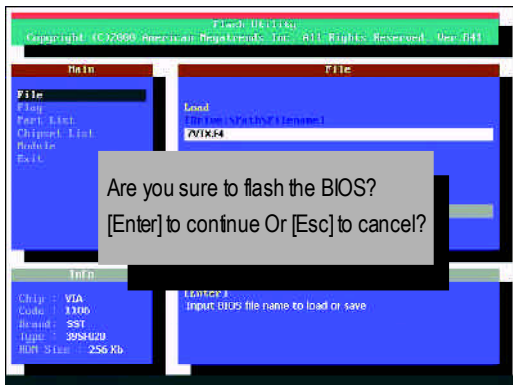 Flash Utility
Copyright (C)2000 American Megatrends Inc. All Rights Reserved. Ver.
Main
File
Flag
Part List
Chipset List
Module
Exit
File
Load
[Drive:\Path\Filename]
7VTX.F4
Are you sure to flash the BIOS?
[Enter] to continue Or [Esc] to cancel?
Info
Chip : VIA
Code : 1106
Brand: SST
Type : 39SF020
ROM Size : 256 Kb
[Enter]
Input BIOS file name to load or save